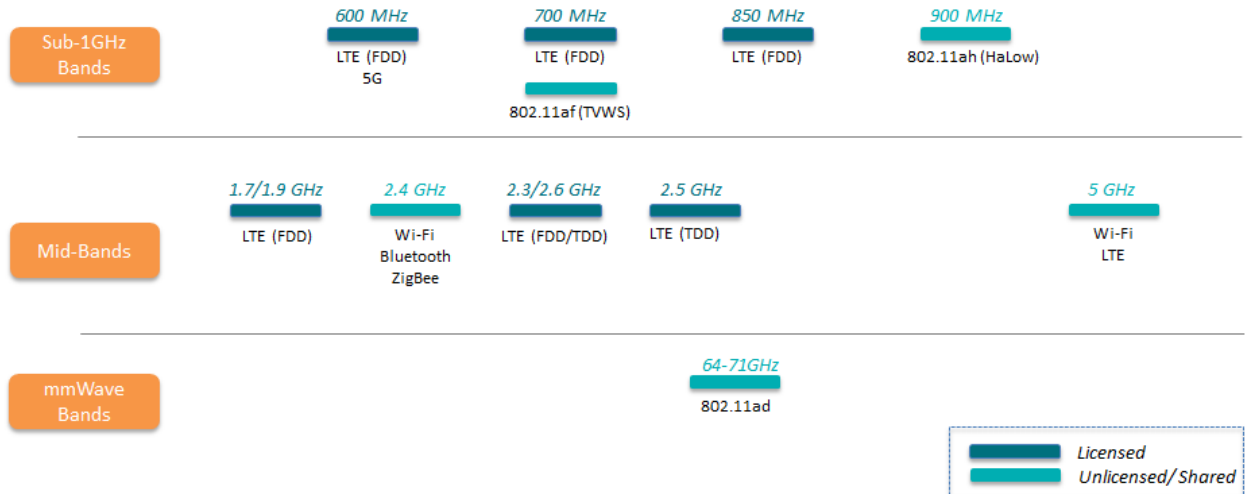 600 MHz
700 MHz
850 MHz
900 MHz
Sub-1GHz
Bands
LTE (FDD)
5G
LTE (FDD)
802.11af(TVWS)
LTE (FDD)
802.11ah(HaLow)
1.7/1.9 GHz
2.4 GHz
2.3/2.6 GHz
2.5 GHz
5 GHz
Mid-Bands
LTE (FDD)
Wi-Fi
Bluetooth
ZigBee
LTE (FDD/TDD)
LTE (TDD)
Wi-Fi
LTE
mmWave
Bands
64-71GHz
802.11ad
Licensed
Unlicensed/Shared